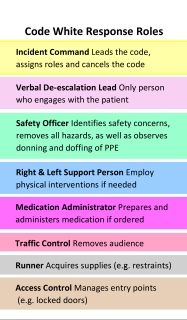 Code White Response Roles
Incident Command Leads the code,
assigns roles and cancels the code
Verbal De-escalation Lead Only person
who engages with the patient
Safety Officer Identifies safety concerns,
removes all hazards, as well as observes
donning and doffing of PPE
Right & Left Support Person Employ
physical interventions if needed
Medication Administrator Prepares and
administers medication if ordered
Traffic Control Removes audience
Runner Acquires supplies (e.g. restraints)
Access Control Manages entry points
(e.g. locked doors)